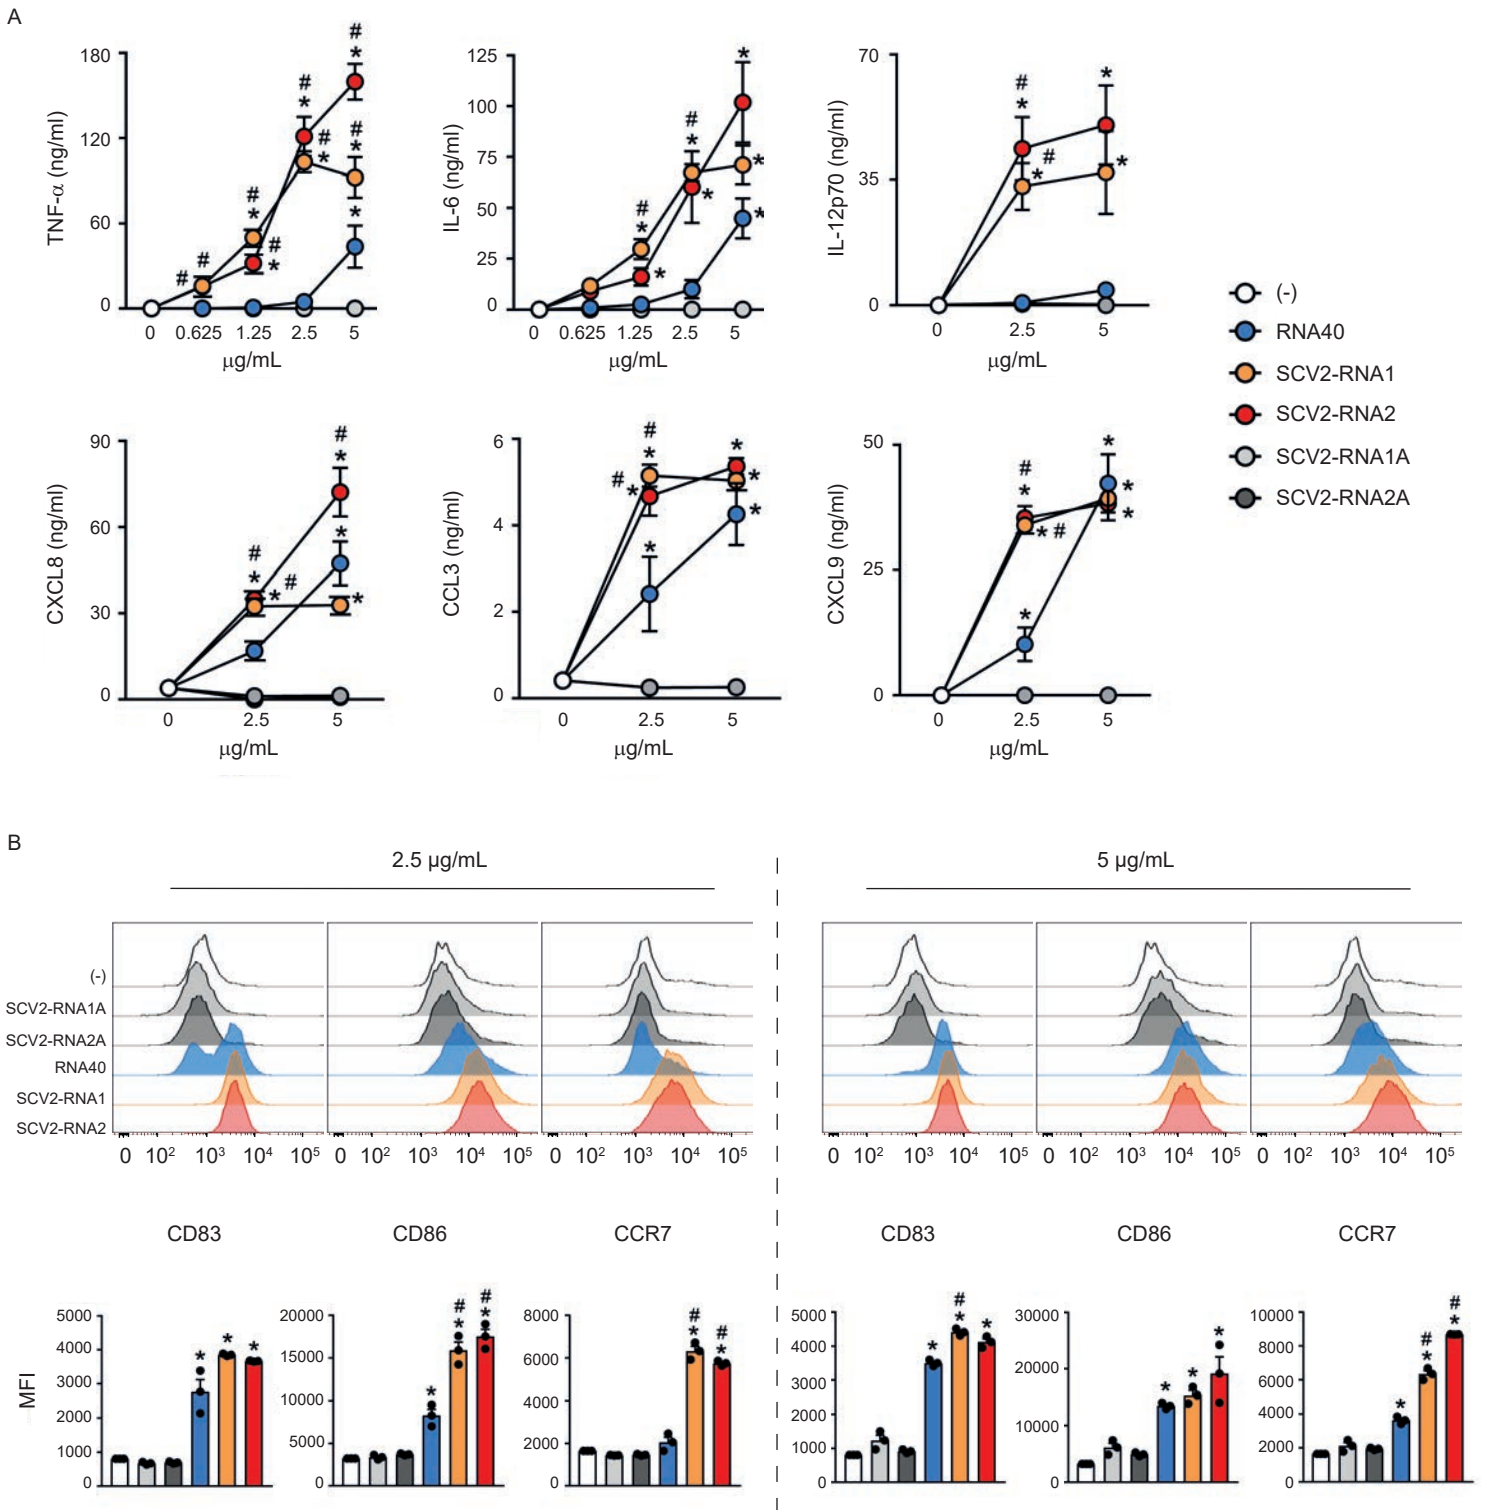 A
TNF-α (ng/ml)
180
120
60
0
# * # * # * # * # * # * # # *
0 0.625 1.25 2.5 5
μg/mL
IL-6 (ng/ml)
125
100
75
50
25
0
* # * * # * * # * *
0 0.625 1.25 2.5 5
μg/mL
IL-12p70 (ng/ml)
70
35
0
# * # * * *
0 2.5 5
μg/mL
(-)
RNA40
SCV2-RNA1
SCV2-RNA2
SCV2-RNA1A
SCV2-RNA2A
CXCL8 (ng/ml)
90
60
30
0
# * # * # * * *
0 2.5 5
μg/mL
CCL3 (ng/ml)
6
4
2
0
# * # * * * * *
0 2.5 5
μg/mL
CXCL9 (ng/ml)
50
25
0
# * * # * * * *
0 2.5 5
μg/mL
B
2.5 μg/mL
5 μg/mL
(-)
SCV2-RNA1A
SCV2-RNA2A
RNA40
SCV2-RNA1
SCV2-RNA2
0 10² 10³ 10⁴ 10⁵
0 10² 10³ 10⁴ 10⁵
0 10² 10³ 10⁴ 10⁵
0 10² 10³ 10⁴ 10⁵
0 10² 10³ 10⁴ 10⁵
0 10² 10³ 10⁴ 10⁵
CD83
CD86
CCR7
CD83
CD86
CCR7
MFI
5000
4000
3000
2000
1000
0
* * *
20000
15000
10000
5000
0
* # * # *
8000
6000
4000
2000
0
# * # *
5000
4000
3000
2000
1000
0
* # * *
30000
20000
10000
0
* * *
10000
8000
6000
4000
2000
0
* # * # *